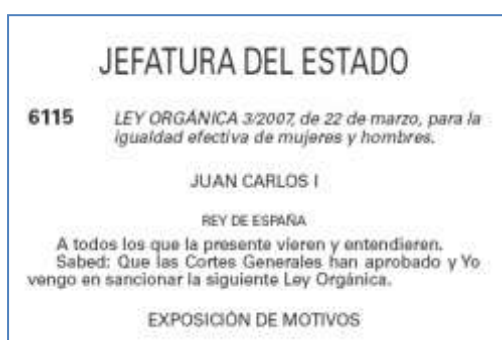 JEFATURA DEL ESTADO
6115 LEY ORGÁNICA 3/2007, de 22 de marzo, para la
igualdad efectiva de mujeres y hombres.
JUAN CARLOS I
REY DE ESPAÑA
A todos los que la presente vieren y entendieren.
Sabed: Que las Cortes Generales han aprobado y Yo
vengo en sancionar la siguiente Ley Orgánica.
EXPOSICIÓN DE MOTIVOS